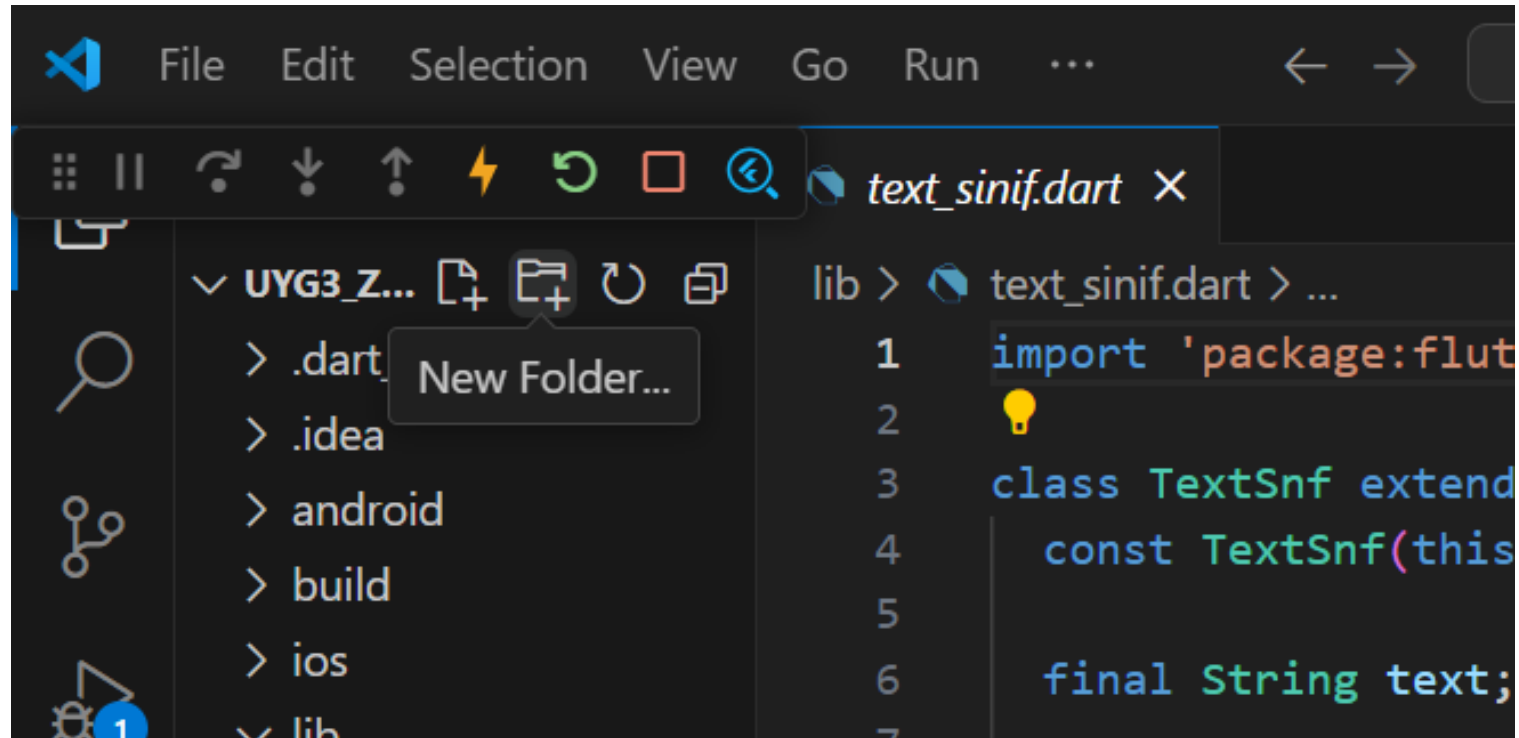 File Edit Selection View Go Run ...
text_sinif.dart
UYG3_Z...
lib > text_sinif.dart > ...
.dart_
New Folder...
.idea
android
build
ios
lib
1 import 'package:flut
2
3 class TextSnf extend
4 const TextSnf(this
5
6 final String text;
7
1